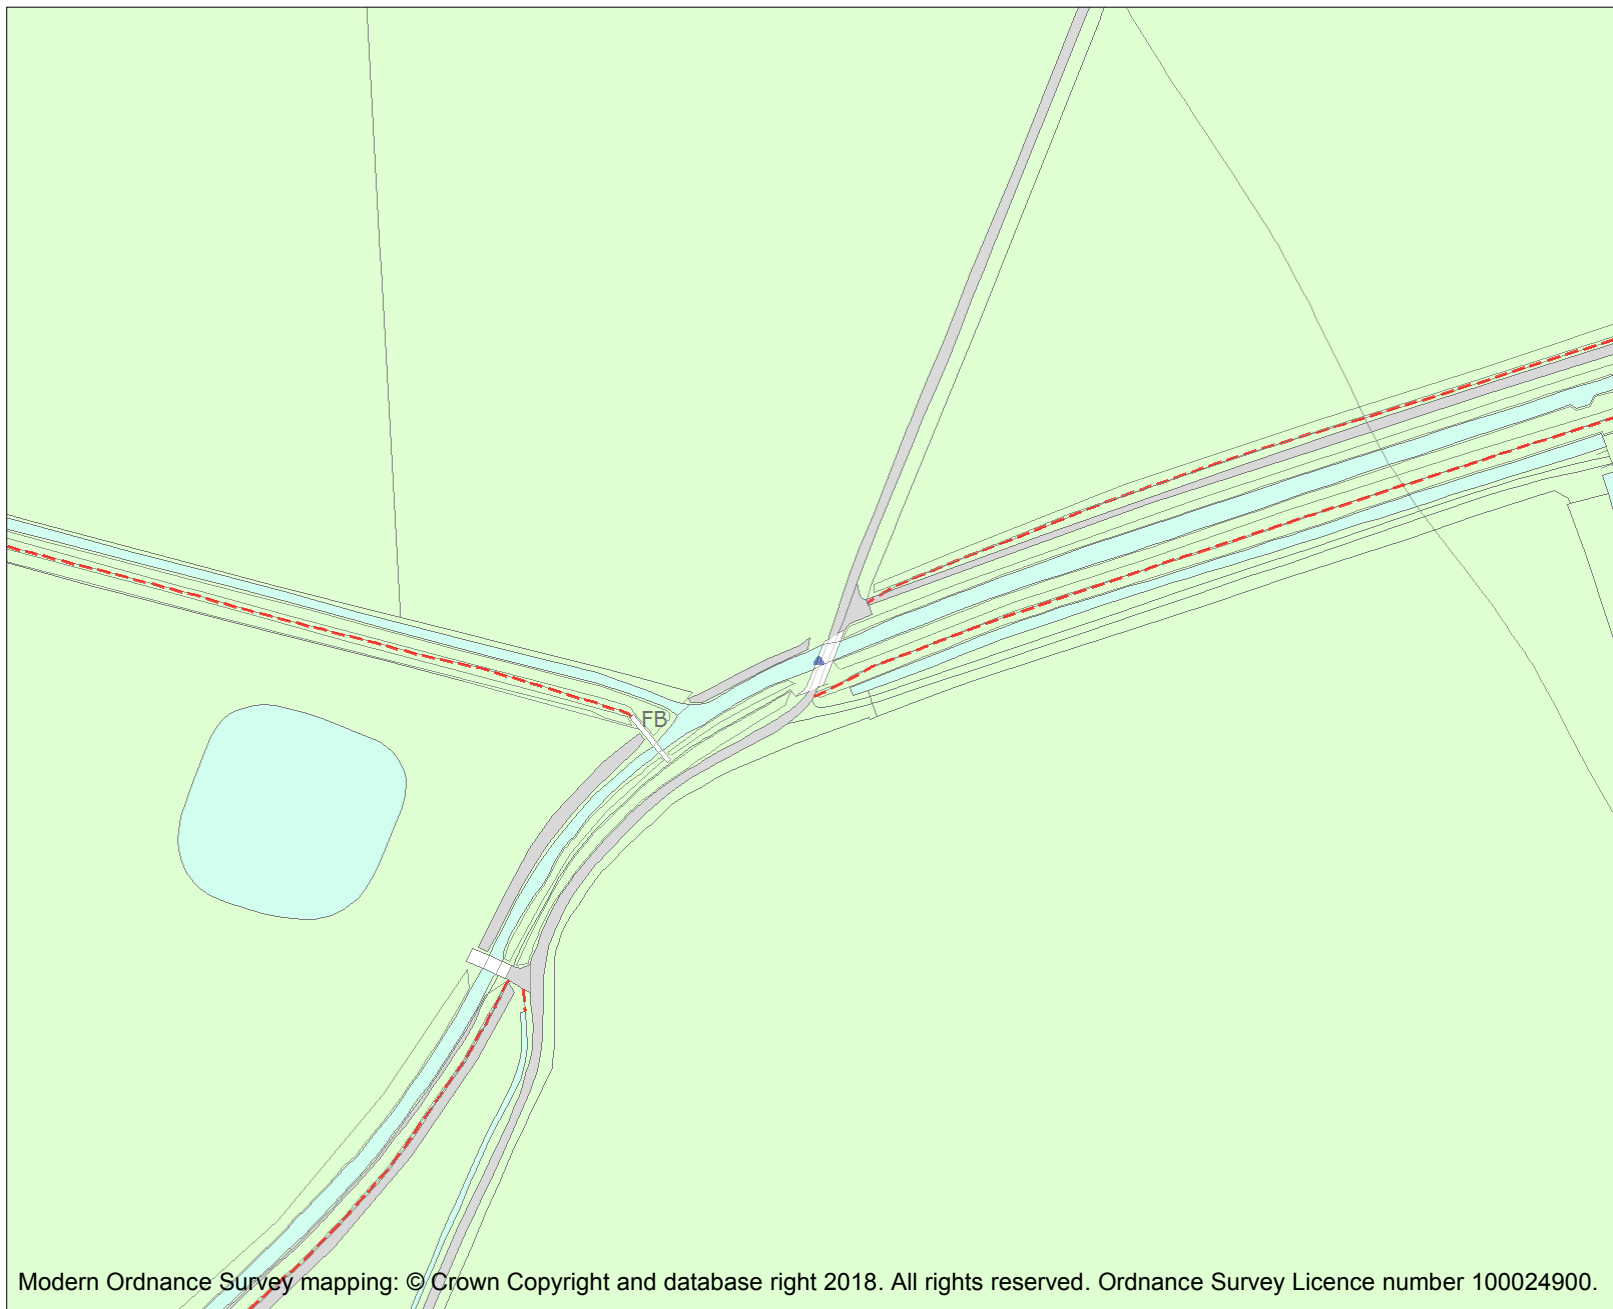 FB
Modern Ordnance Survey mapping: © Crown Copyright and database right 2018. All rights reserved. Ordnance Survey Licence number 100024900.